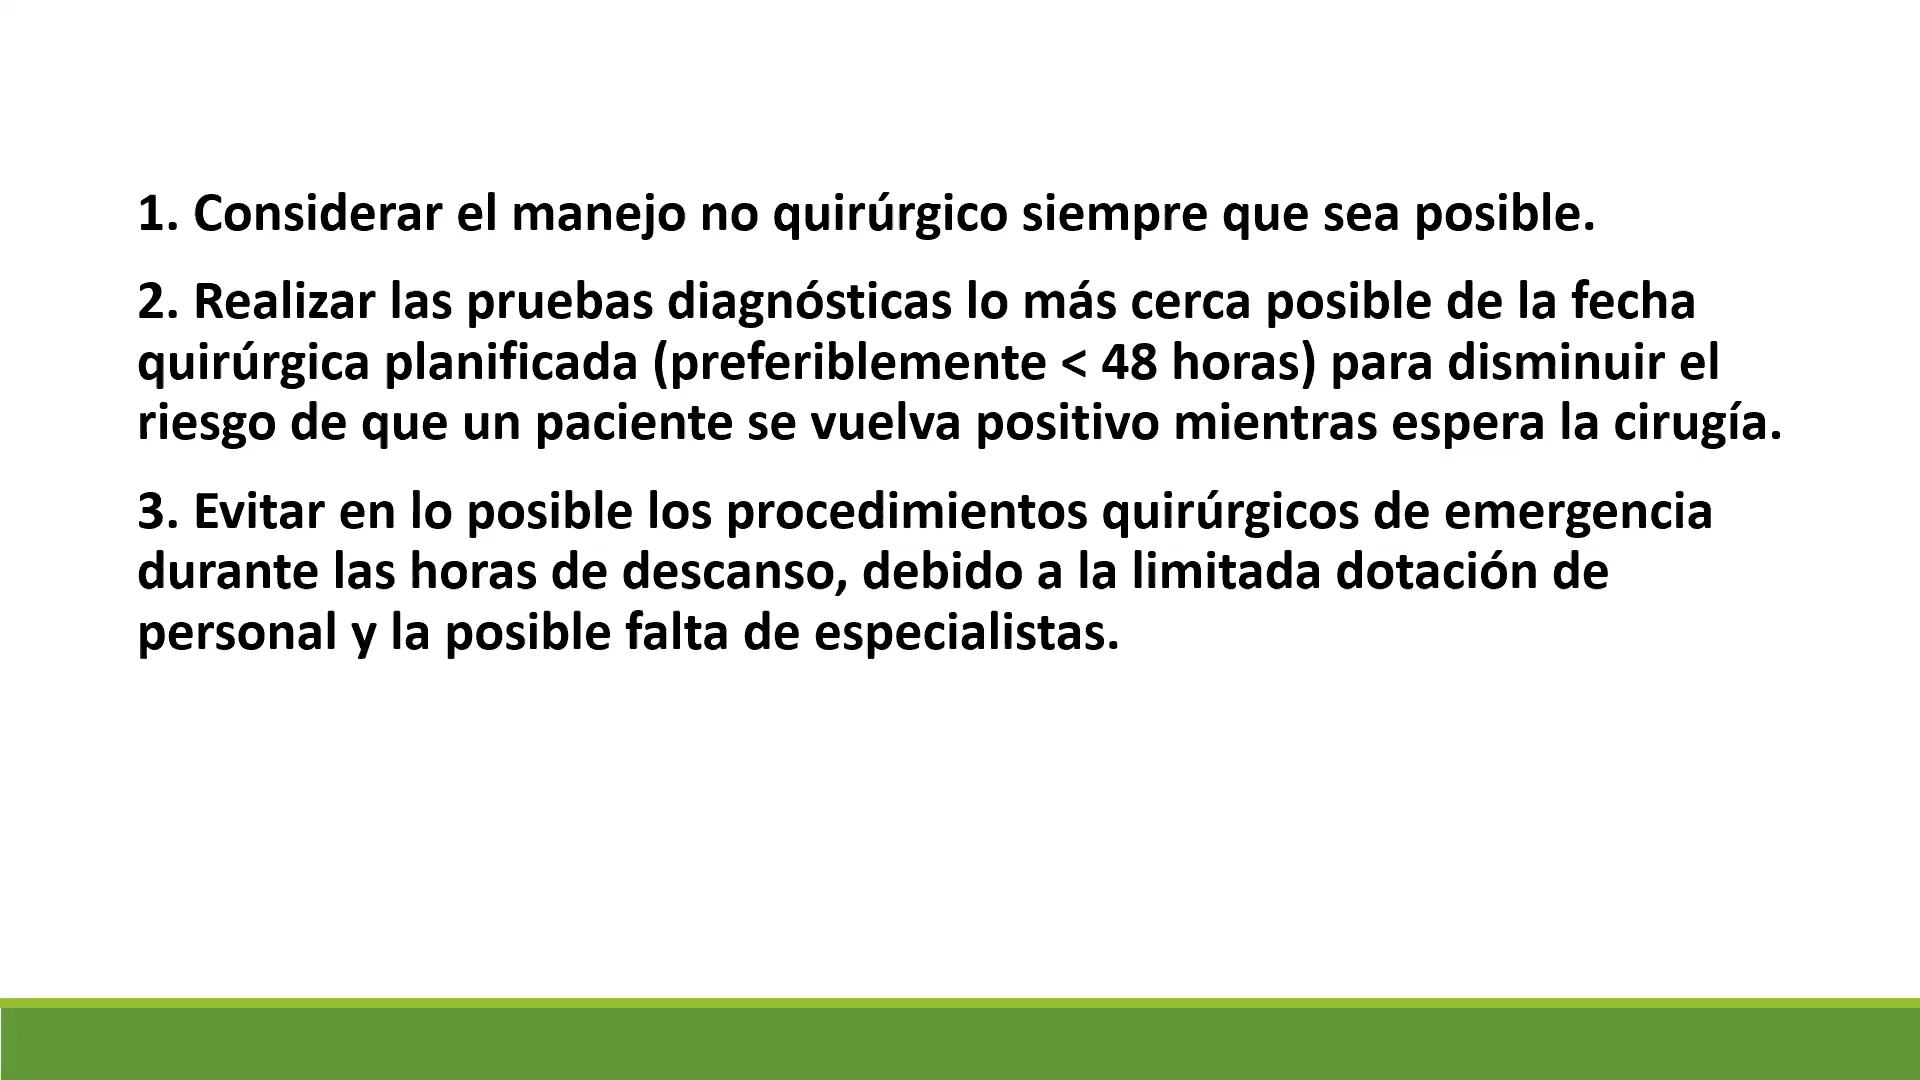 1. Considerar el manejo no quirúrgico siempre que sea posible.
2. Realizar las pruebas diagnósticas lo más cerca posible de la fecha
quirúrgica planificada (preferiblemente < 48 horas) para disminuir el
riesgo de que un paciente se vuelva positivo mientras espera la cirugía.
3. Evitar en lo posible los procedimientos quirúrgicos de emergencia
durante las horas de descanso, debido a la limitada dotación de
personal y la posible falta de especialistas.